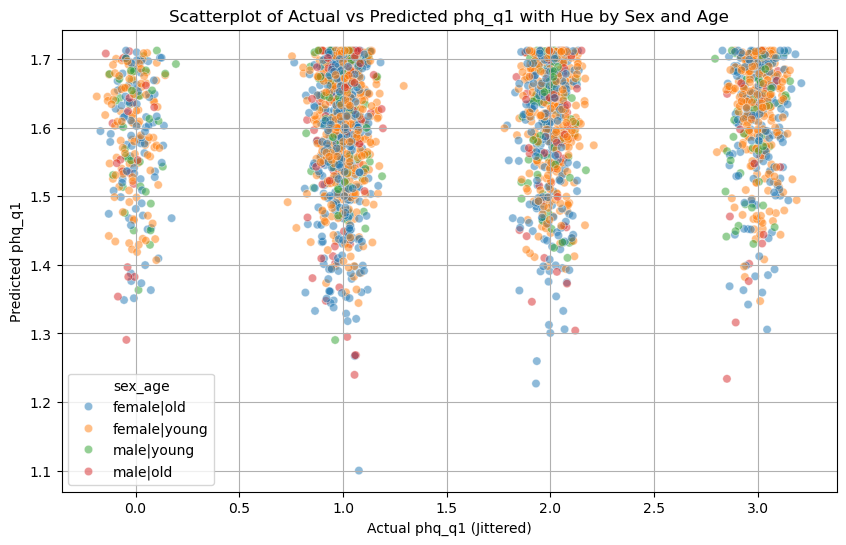 Scatterplot of Actual vs Predicted phq_q1 with Hue by Sex and Age
Predicted phq_q1
1.7
1.6
1.5
1.4
1.3
1.2
1.1
sex_age
female|old
female|young
male|young
male|old
0.0 0.5 1.0 1.5 2.0 2.5 3.0
Actual phq_q1 (Jittered)